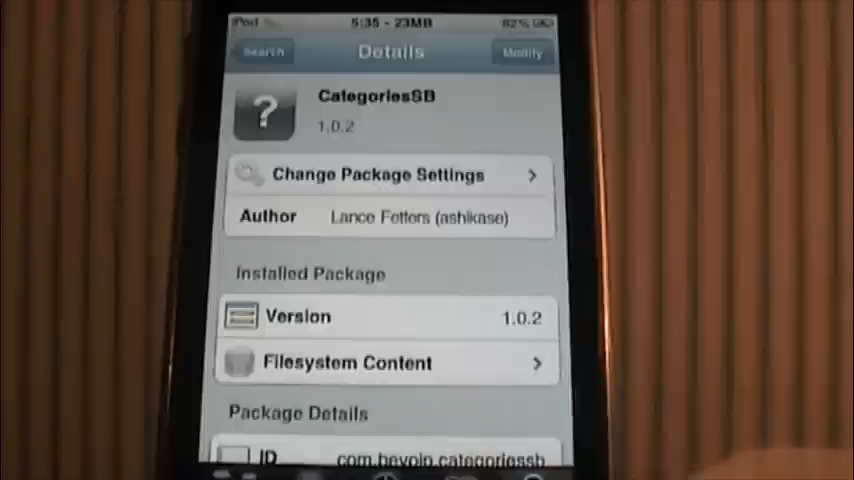 iPod 5:35 - 23MB 82%
Search Details Modify
CategoriesSB
1.0.2
Change Package Settings
Author Lance Fetters (ashikase)
Installed Package
Version 1.0.2
Filesystem Content
Package Details
ID com.beyoip.categoriessb